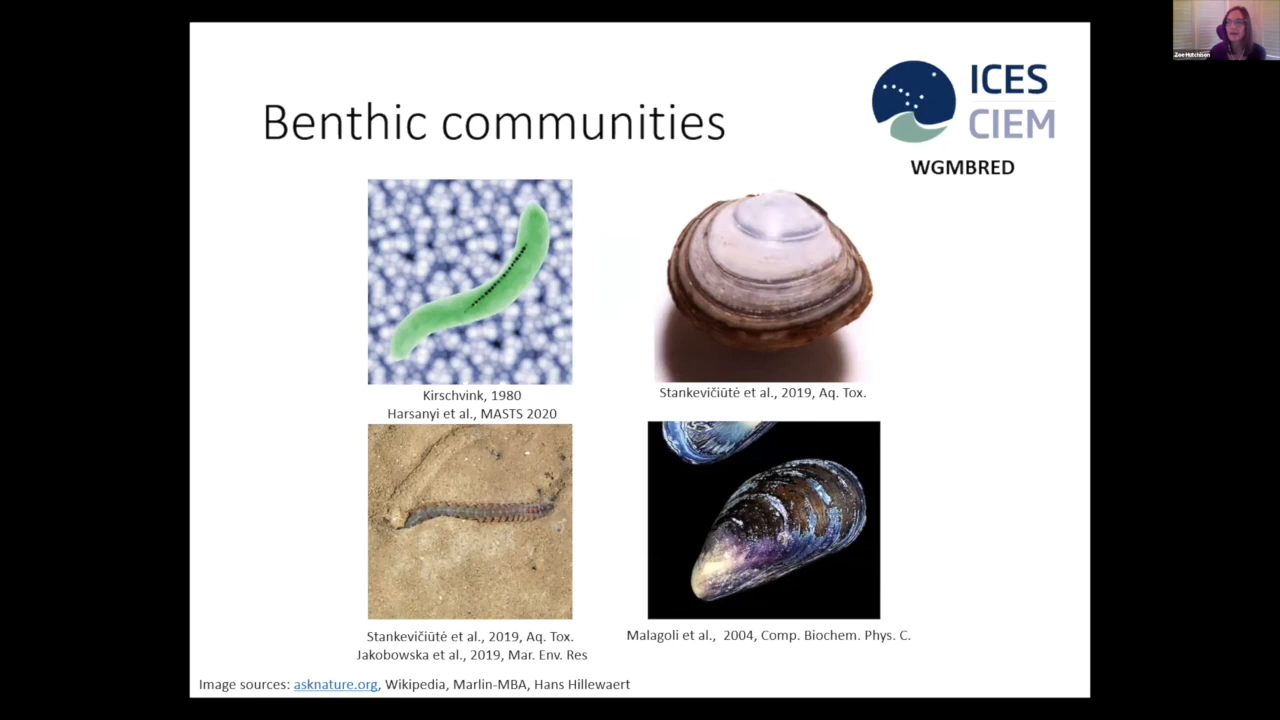 Benthic communities
ICES
CIEM
WGMBRED
Kirschvink, 1980
Harsanyi et al., MASTS 2020
Stankevičiūtė et al., 2019, Aq. Tox.
Stankevičiūtė et al., 2019, Aq. Tox.
Jakobowska et al., 2019, Mar. Env. Res
Malagoli et al.,  2004, Comp. Biochem. Phys. C.
Image sources: asknature.org, Wikipedia, Marlin-MBA, Hans Hillewaert
Zoe Hutchison